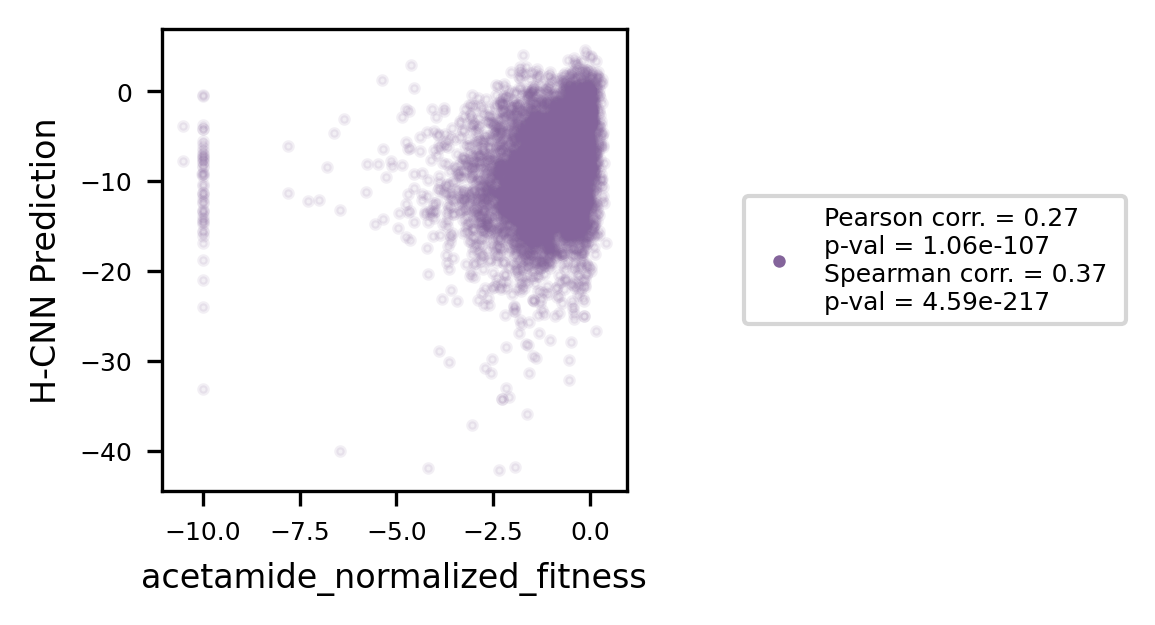 H-CNN Prediction
0
−10
−20
−30
−40
−10.0
−7.5
−5.0
−2.5
0.0
acetamide_normalized_fitness
Pearson corr. = 0.27
p-val = 1.06e-107
Spearman corr. = 0.37
p-val = 4.59e-217